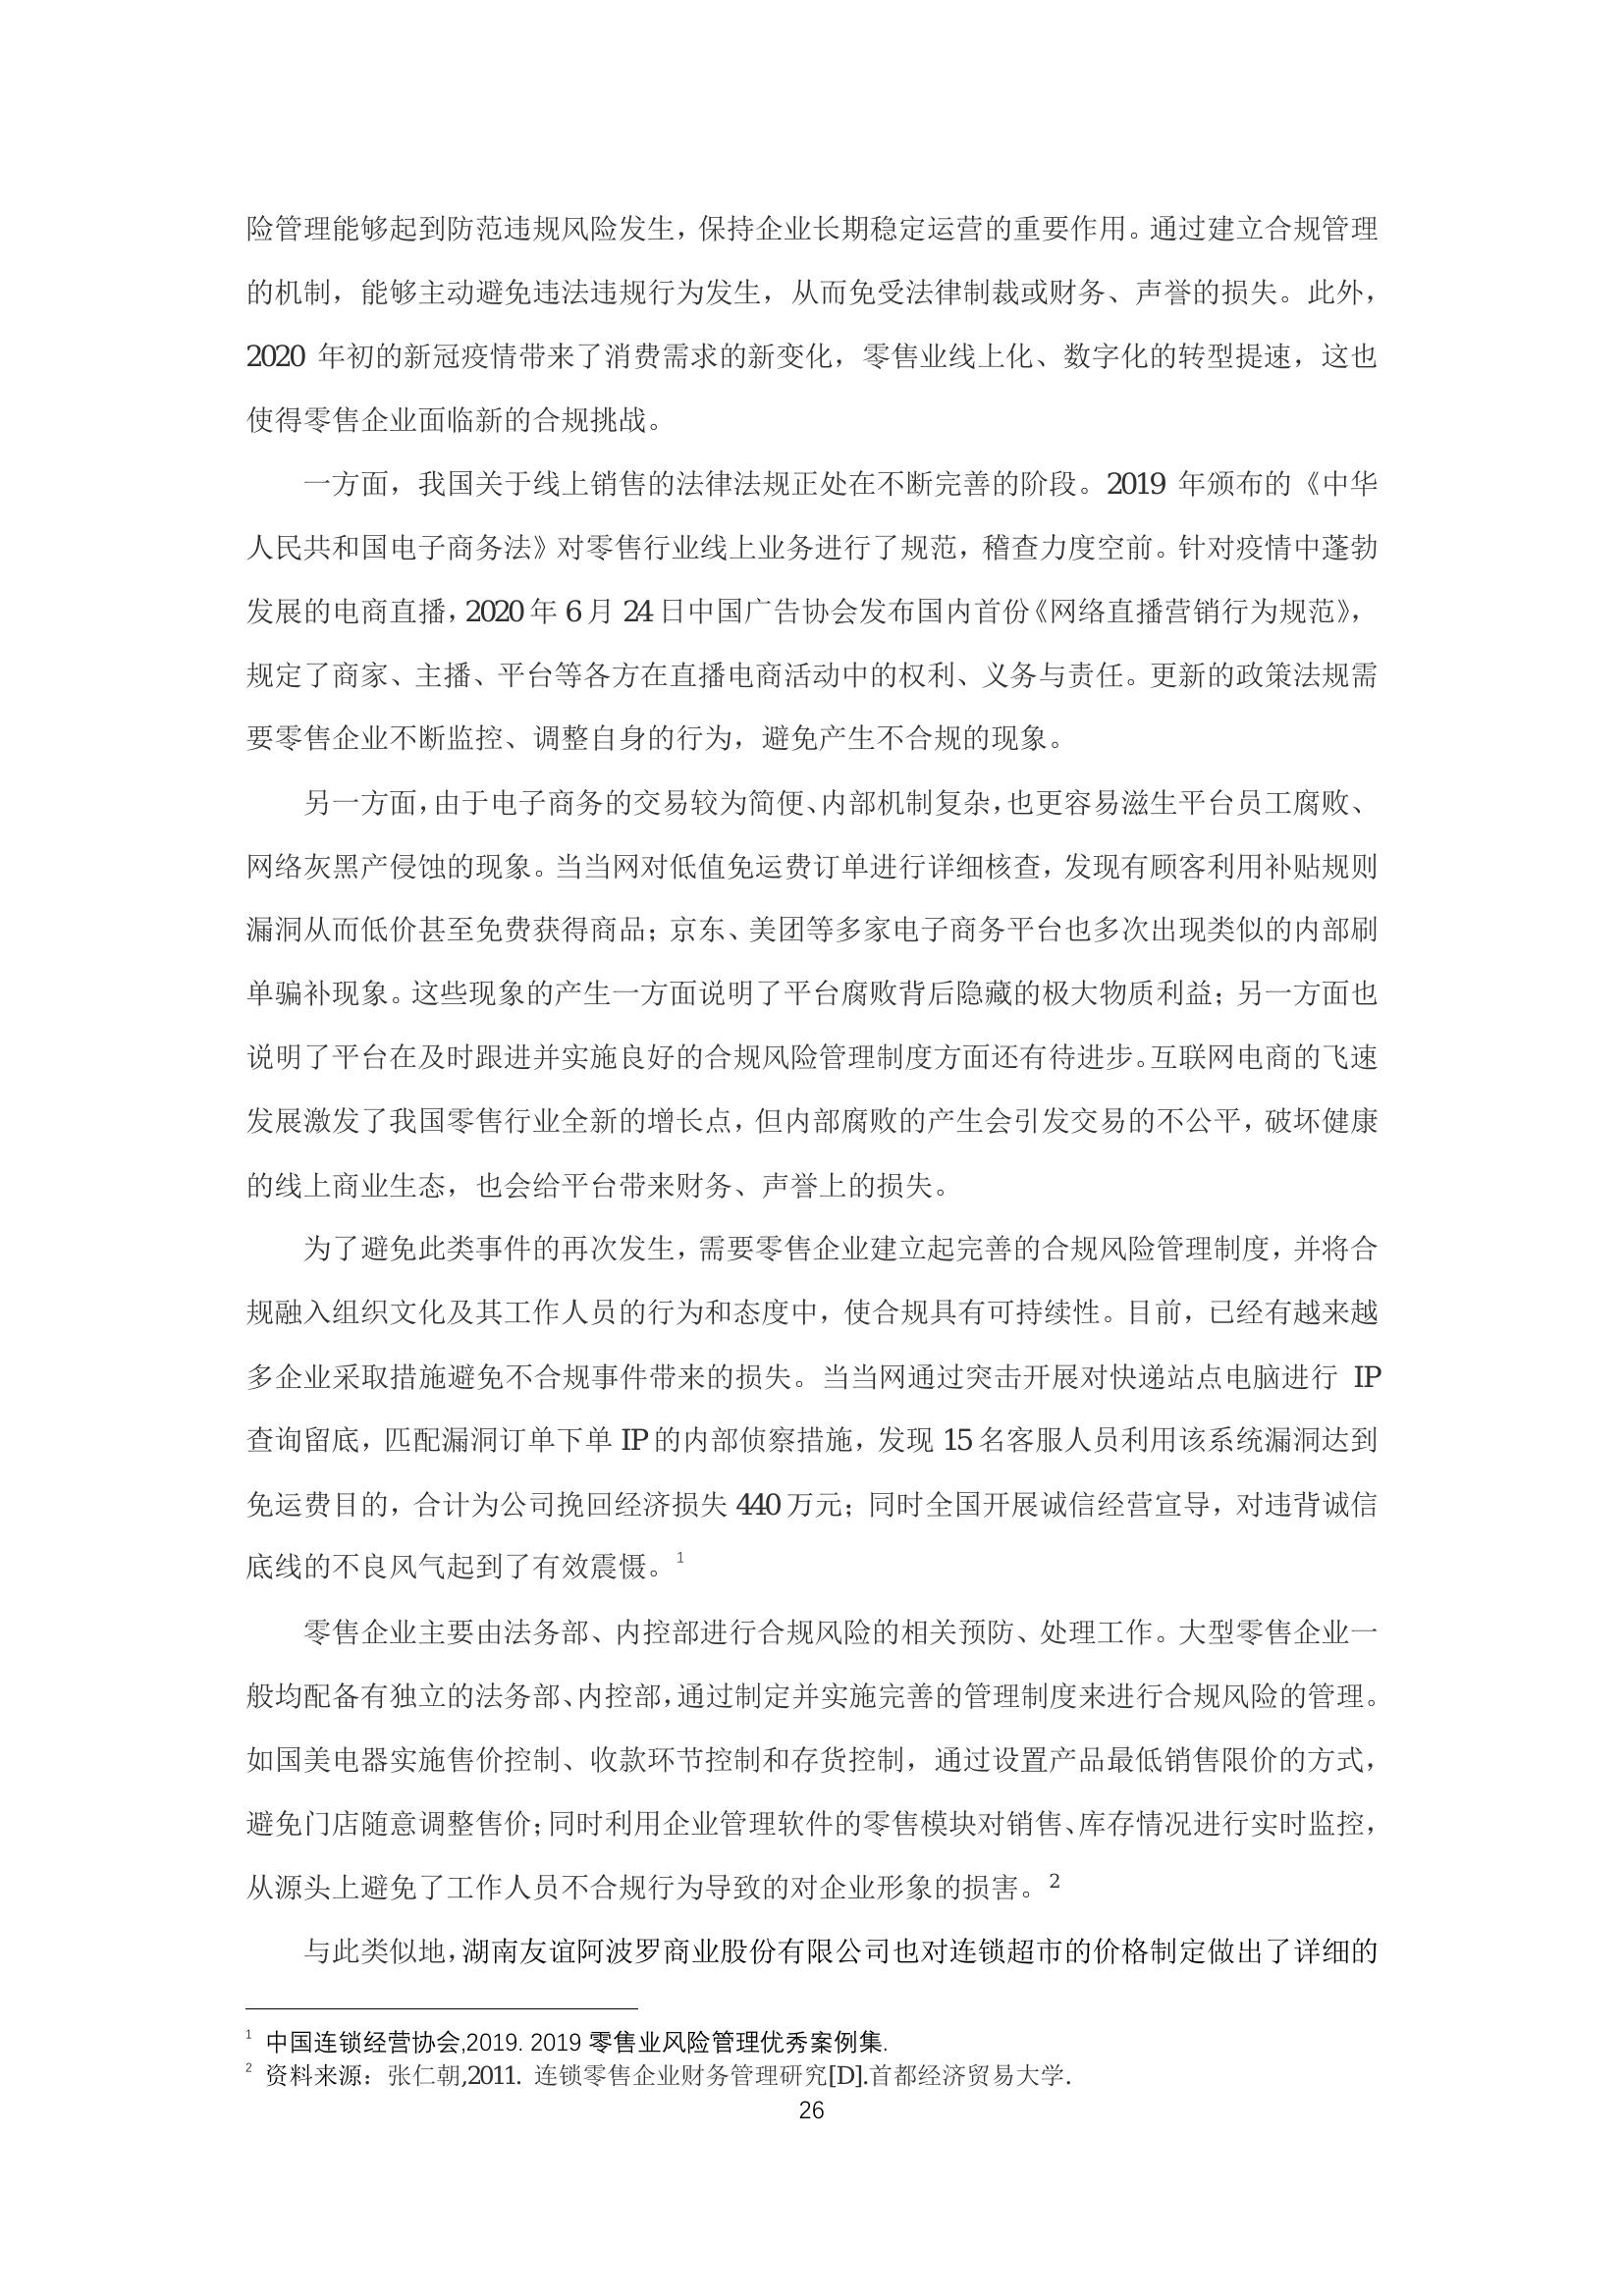 险管理能够起到防范违规风险发生，保持企业长期稳定运营的重要作用。通过建立合规管理
的机制，能够主动避免违法违规行为发生，从而免受法律制裁或财务、声誉的损失。此外，
2020 年初的新冠疫情带来了消费需求的新变化，零售业线上化、数字化的转型提速，这也
使得零售企业面临新的合规挑战。
一方面，我国关于线上销售的法律法规正处在不断完善的阶段。2019 年颁布的《中华
人民共和国电子商务法》对零售行业线上业务进行了规范，稽查力度空前。针对疫情中蓬勃
发展的电商直播，2020 年 6 月 24 日中国广告协会发布国内首份《网络直播营销行为规范》，
规定了商家、主播、平台等各方在直播电商活动中的权利、义务与责任。更新的政策法规需
要零售企业不断监控、调整自身的行为，避免产生不合规的现象。
另一方面，由于电子商务的交易较为简便、内部机制复杂，也更容易滋生平台员工腐败、
网络灰黑产侵蚀的现象。当当网对低值免运费订单进行详细核查，发现有顾客利用补贴规则
漏洞从而低价甚至免费获得商品；京东、美团等多家电子商务平台也多次出现类似的内部刷
单骗补现象。这些现象的产生一方面说明了平台腐败背后隐藏的极大物质利益；另一方面也
说明了平台在及时跟进并实施良好的合规风险管理制度方面还有待进步。互联网电商的飞速
发展激发了我国零售行业全新的增长点，但内部腐败的产生会引发交易的不公平，破坏健康
的线上商业生态，也会给平台带来财务、声誉上的损失。
为了避免此类事件的再次发生，需要零售企业建立起完善的合规风险管理制度，并将合
规融入组织文化及其工作人员的行为和态度中，使合规具有可持续性。目前，已经有越来越
多企业采取措施避免不合规事件带来的损失。当当网通过突击开展对快递站点电脑进行 IP
查询留底，匹配漏洞订单下单 IP 的内部侦察措施，发现 15 名客服人员利用该系统漏洞达到
免运费目的，合计为公司挽回经济损失 440 万元；同时全国开展诚信经营宣导，对违背诚信
底线的不良风气起到了有效震慑。1
零售企业主要由法务部、内控部进行合规风险的相关预防、处理工作。大型零售企业一
般均配备有独立的法务部、内控部，通过制定并实施完善的管理制度来进行合规风险的管理。
如国美电器实施售价控制、收款环节控制和存货控制，通过设置产品最低销售限价的方式，
避免门店随意调整售价；同时利用企业管理软件的零售模块对销售、库存情况进行实时监控，
从源头上避免了工作人员不合规行为导致的对企业形象的损害。2
与此类似地，湖南友谊阿波罗商业股份有限公司也对连锁超市的价格制定做出了详细的
1 中国连锁经营协会,2019. 2019 零售业风险管理优秀案例集.
2 资料来源：张仁朝,2011. 连锁零售企业财务管理研究[D].首都经济贸易大学.
26